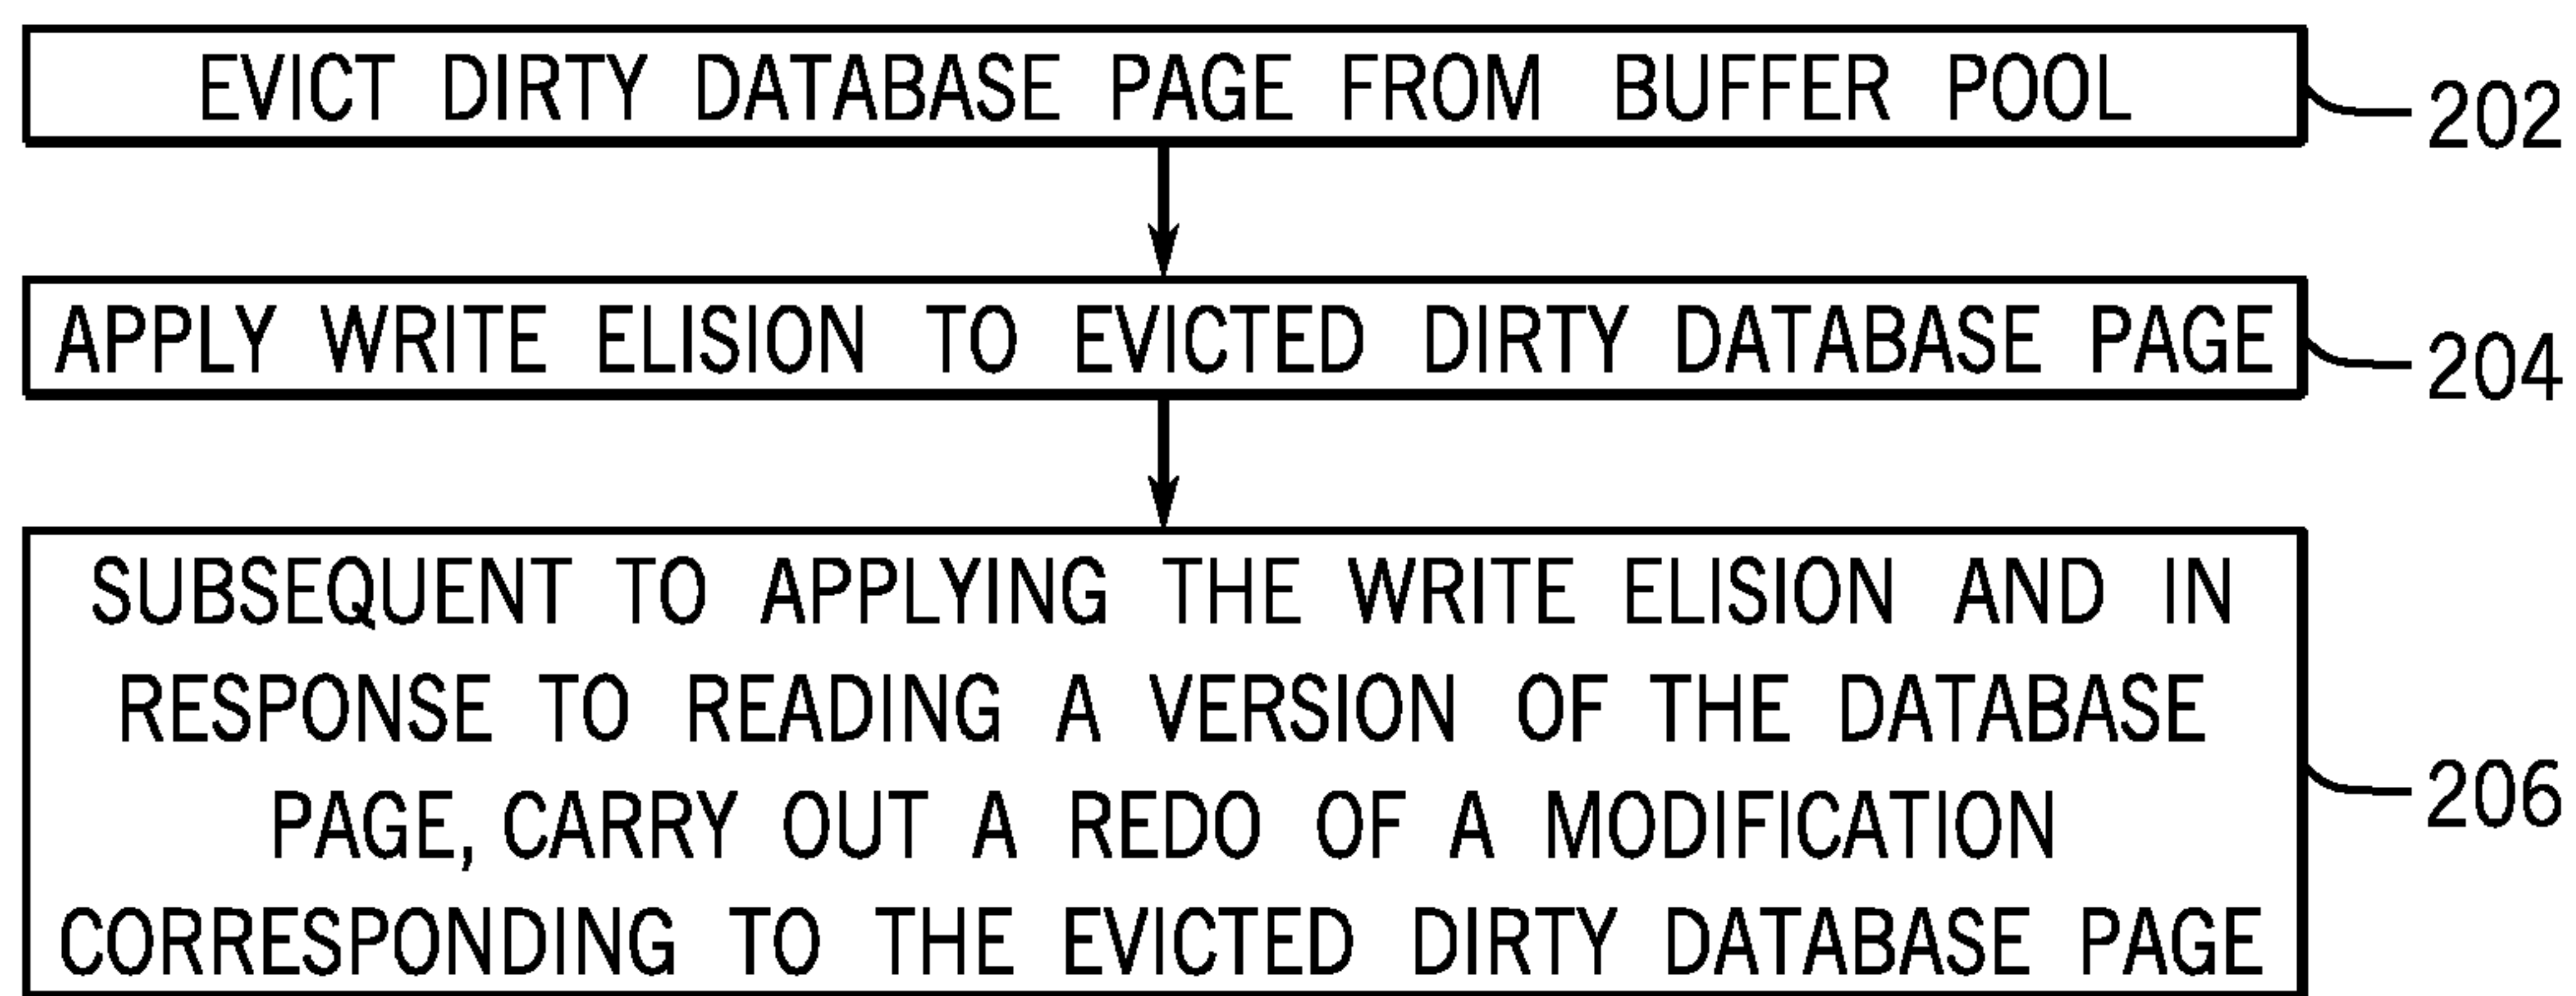 EVICT DIRTY DATABASE PAGE FROM BUFFER POOL
202
APPLY WRITE ELISION TO EVICTED DIRTY DATABASE PAGE
204
SUBSEQUENT TO APPLYING THE WRITE ELISION AND IN
RESPONSE TO READING A VERSION OF THE DATABASE
PAGE, CARRY OUT A REDO OF A MODIFICATION
CORRESPONDING TO THE EVICTED DIRTY DATABASE PAGE
206